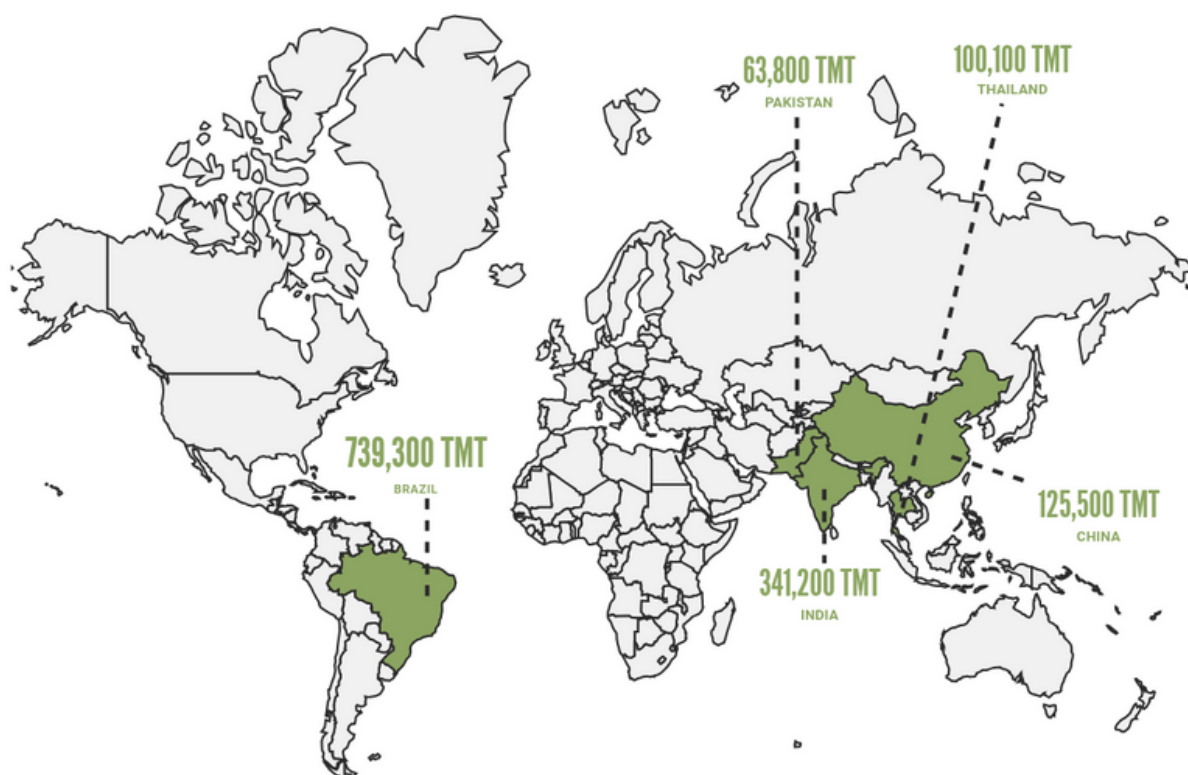 63,800 TMT
PAKISTAN
100,100 TMT
THAILAND
739,300 TMT
BRAZIL
125,500 TMT
CHINA
341,200 TMT
INDIA